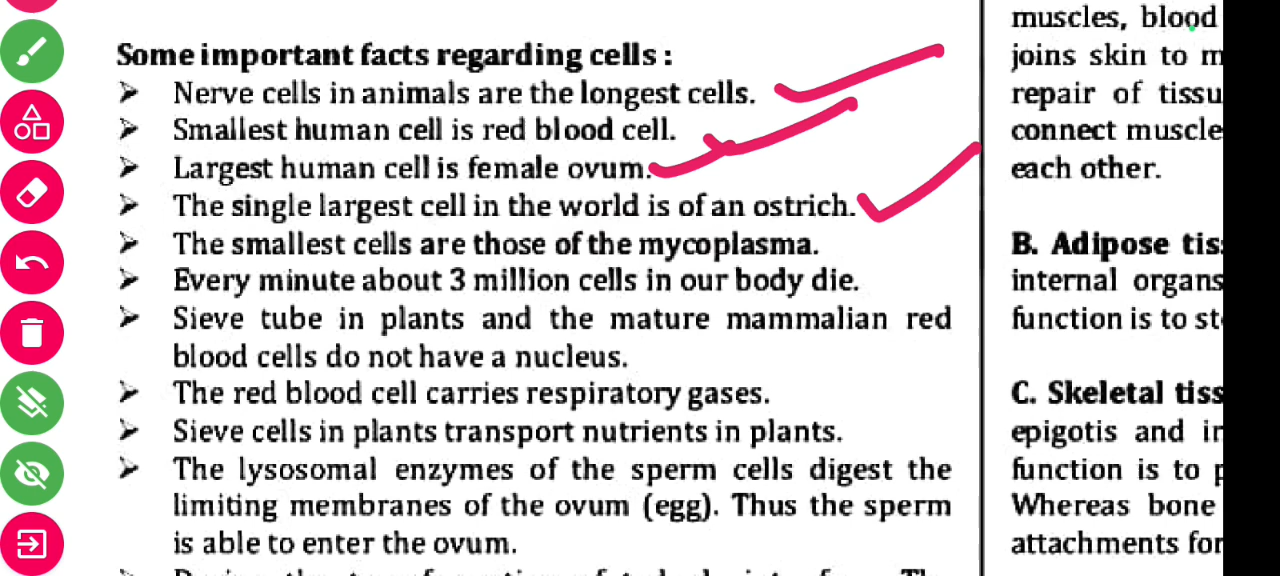 Some important facts regarding cells :
➢ Nerve cells in animals are the longest cells.
➢ Smallest human cell is red blood cell.
➢ Largest human cell is female ovum.
➢ The single largest cell in the world is of an ostrich.
➢ The smallest cells are those of the mycoplasma.
➢ Every minute about 3 million cells in our body die.
➢ Sieve tube in plants and the mature mammalian red
blood cells do not have a nucleus.
➢ The red blood cell carries respiratory gases.
➢ Sieve cells in plants transport nutrients in plants.
➢ The lysosomal enzymes of the sperm cells digest the
limiting membranes of the ovum (egg). Thus the sperm
is able to enter the ovum.
muscles, blood
joins skin to m
repair of tissu
connect muscle
each other.
B. Adipose tis
internal organs
function is to st
C. Skeletal tiss
epigotis and ir
function is to p
Whereas bone
attachments for